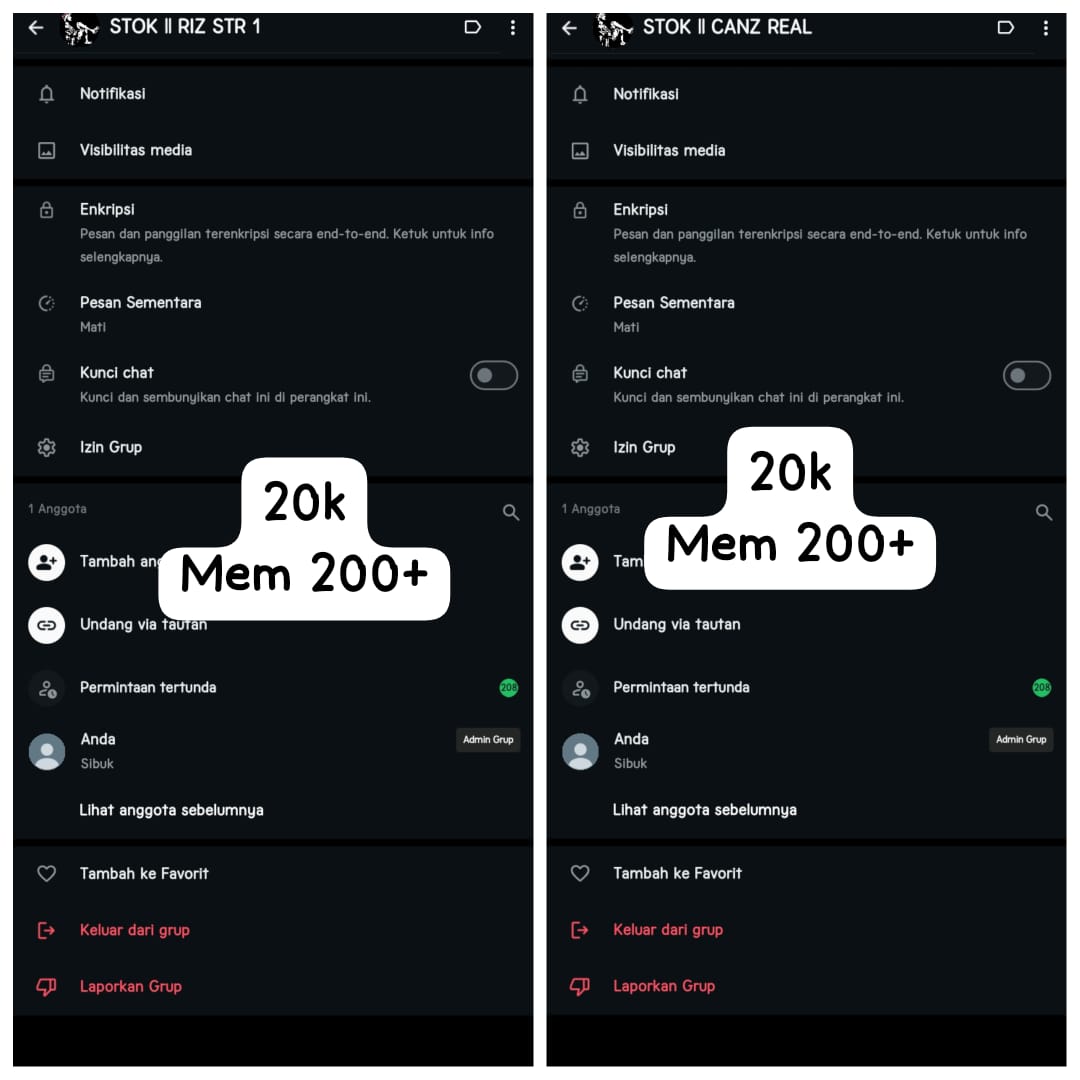 STOK || RIZ STR 1
Notifikasi
Visibilitas media
Enkripsi
Pesan dan panggilan terenkripsi secara end-to-end. Ketuk untuk info
selengkapnya.
Pesan Sementara
Mati
Kunci chat
Kunci dan sembunyikan chat ini di perangkat ini.
Izin Grup
20k
1 Anggota
Tambah an
Mem 200+
Undang via tautan
Permintaan tertunda
208
Anda
Admin Grup
Sibuk
Lihat anggota sebelumnya
Tambah ke Favorit
Keluar dari grup
Laporkan Grup
STOK || CANZ REAL
Notifikasi
Visibilitas media
Enkripsi
Pesan dan panggilan terenkripsi secara end-to-end. Ketuk untuk info
selengkapnya.
Pesan Sementara
Mati
Kunci chat
Kunci dan sembunyikan chat ini di perangkat ini.
Izin Grup
20k
1 Anggota
Mem 200+
Tam
Undang via tautan
Permintaan tertunda
208
Anda
Admin Grup
Sibuk
Lihat anggota sebelumnya
Tambah ke Favorit
Keluar dari grup
Laporkan Grup